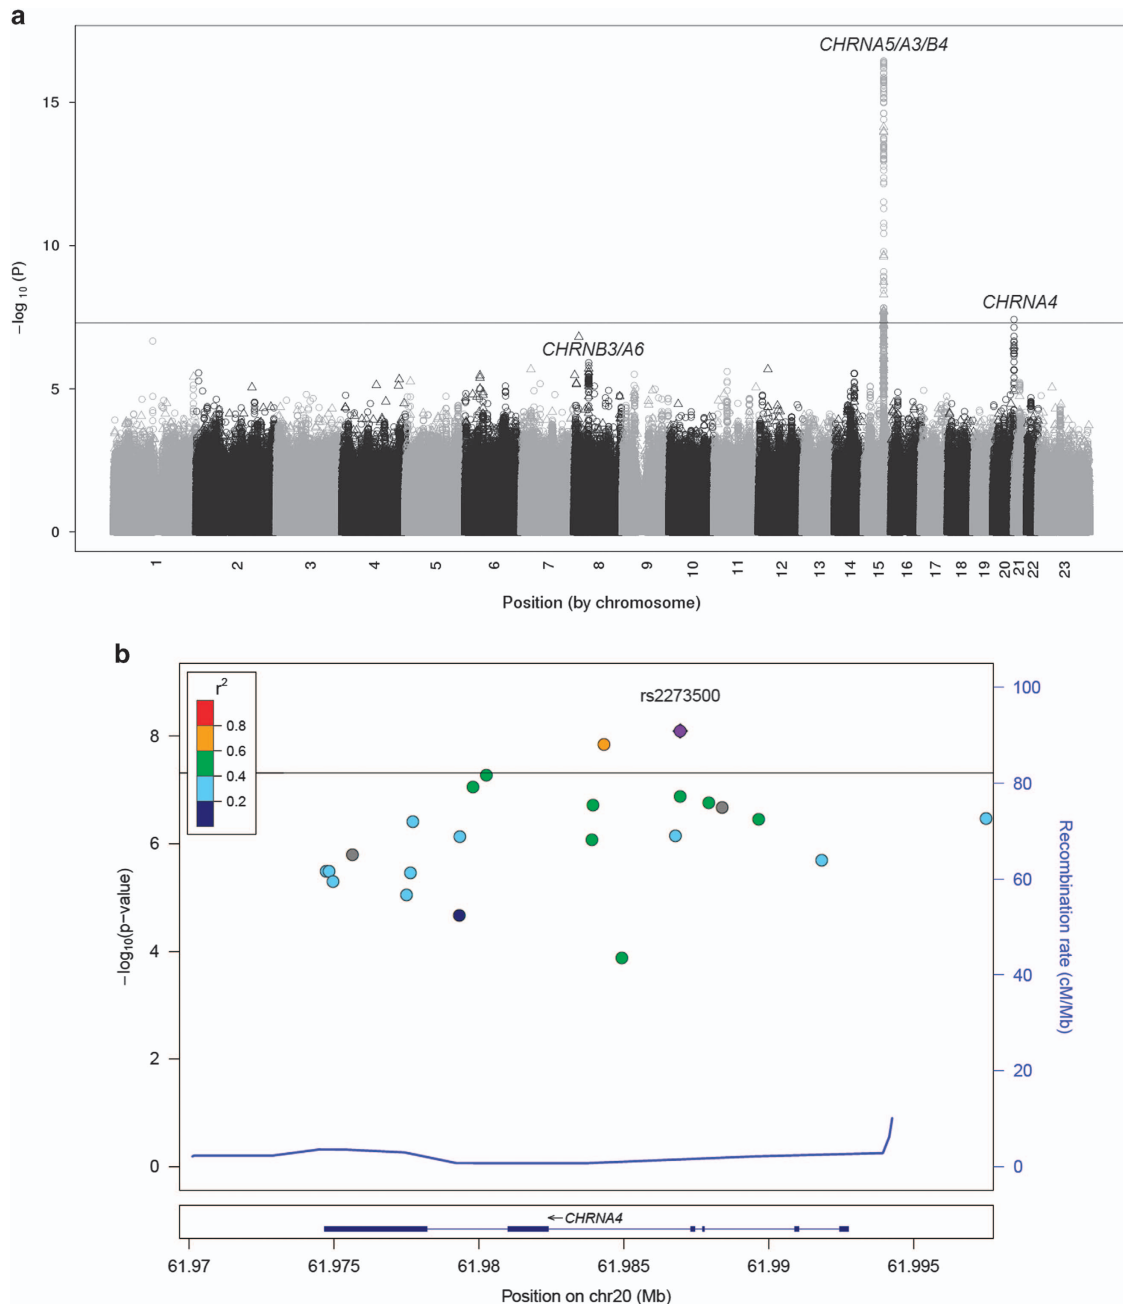 a
CHRNA5/A3/B4
15
10
CHRNA4
CHRNB3/A6
5
0
−log 10 (P)
1 2 3 4 5 6 7 8 9 10 11 12 13 14 15 16 17 18 19 20 21 22 23
Position (by chromosome)
b
r2
0.8
0.6
0.4
0.2
rs2273500
8
6
4
2
0
−log10(p−value)
100
80
60
40
20
0
Recombination rate (cM/Mb)
←CHRNA4
61.97 61.975 61.98 61.985 61.99 61.995
Position on chr20 (Mb)